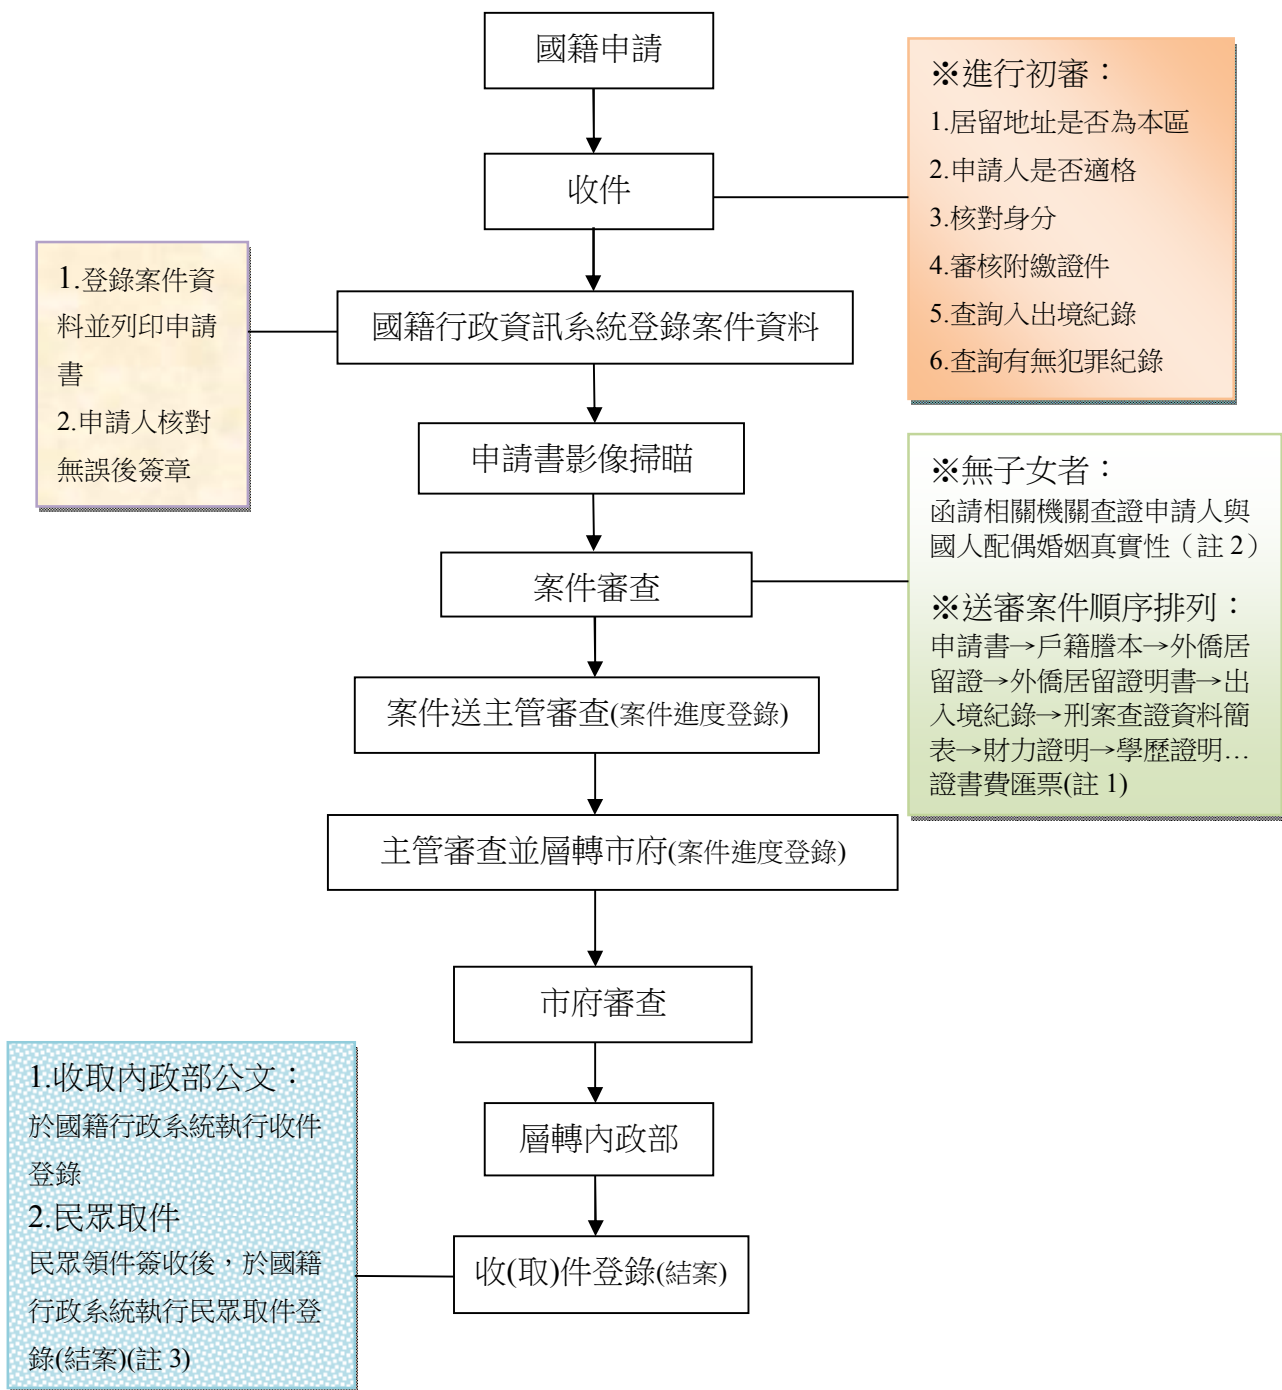 國籍申請
收件
※進行初審：
1.居留地址是否為本區
2.申請人是否適格
3.核對身分
4.審核附繳證件
5.查詢入出境紀錄
6.查詢有無犯罪紀錄
1.登錄案件資
料並列印申請
書
2.申請人核對
無誤後簽章
國籍行政資訊系統登錄案件資料
申請書影像掃瞄
案件審查
※無子女者：
函請相關機關查證申請人與
國人配偶婚姻真實性（註 2）
※送審案件順序排列：
申請書→戶籍謄本→外僑居
留證→外僑居留證明書→出
入境紀錄→刑案查證資料簡
表→財力證明→學歷證明…
證書費匯票(註 1)
案件送主管審查(案件進度登錄)
主管審查並層轉市府(案件進度登錄)
市府審查
層轉內政部
收(取)件登錄(結案)
1.收取內政部公文：
於國籍行政系統執行收件
登錄
2.民眾取件
民眾領件簽收後，於國籍
行政系統執行民眾取件登
錄(結案)(註 3)